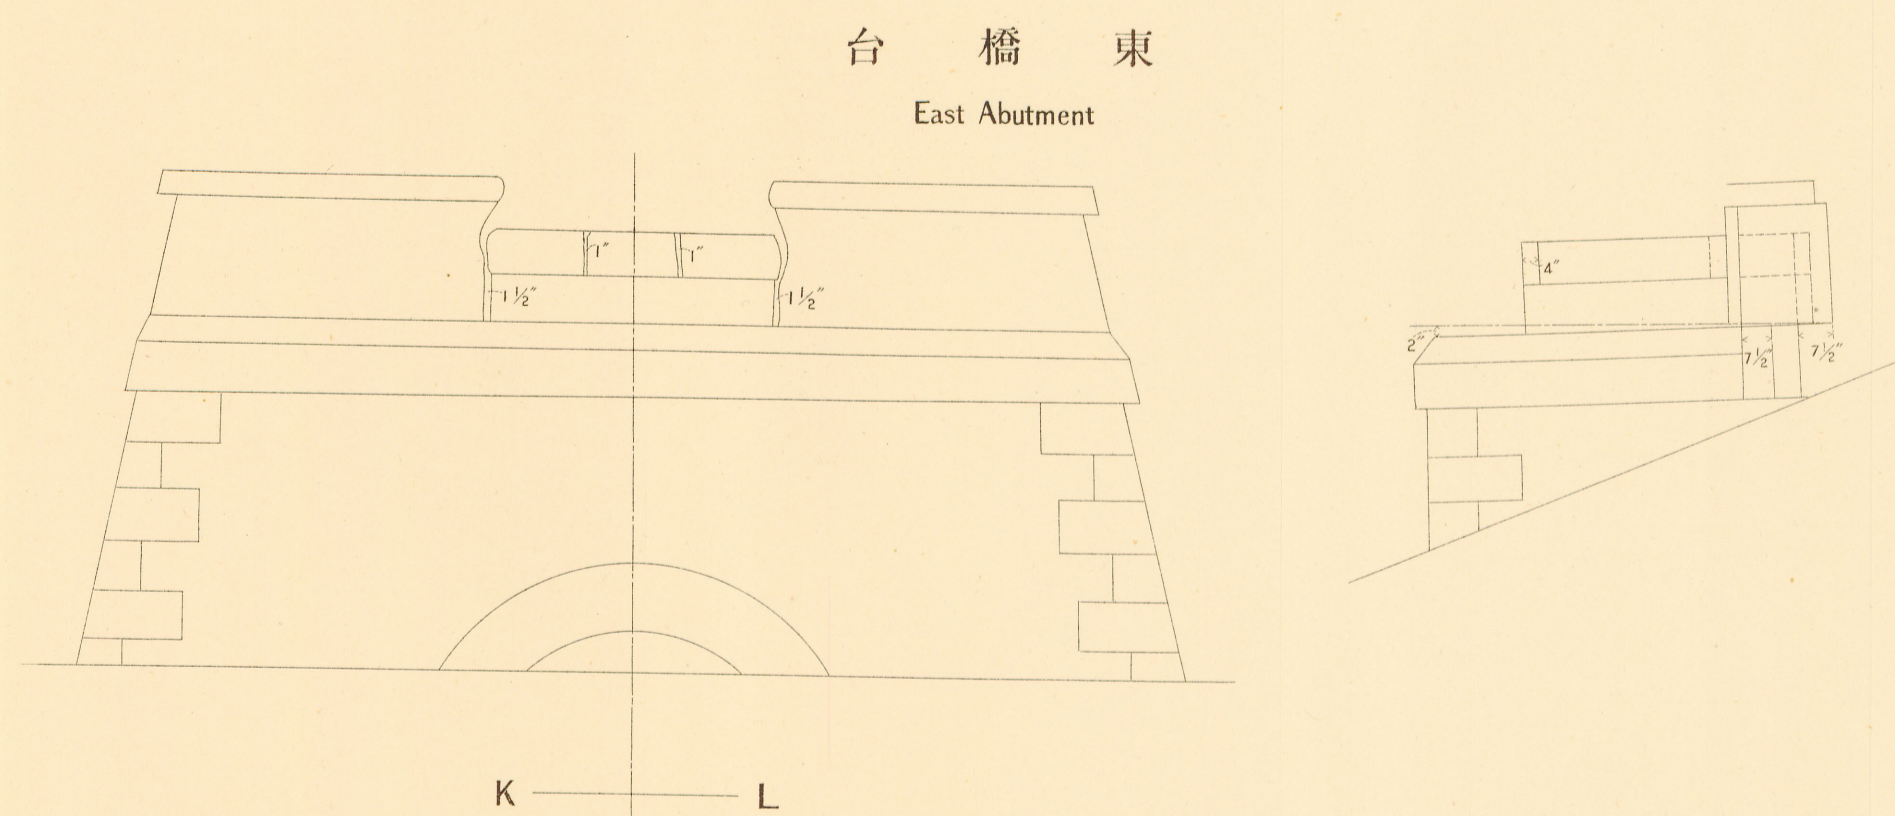 台橋東
East Abutment
1″ 1″
1½″ 1½″
4″
2″ 7½″ 7½″
K L